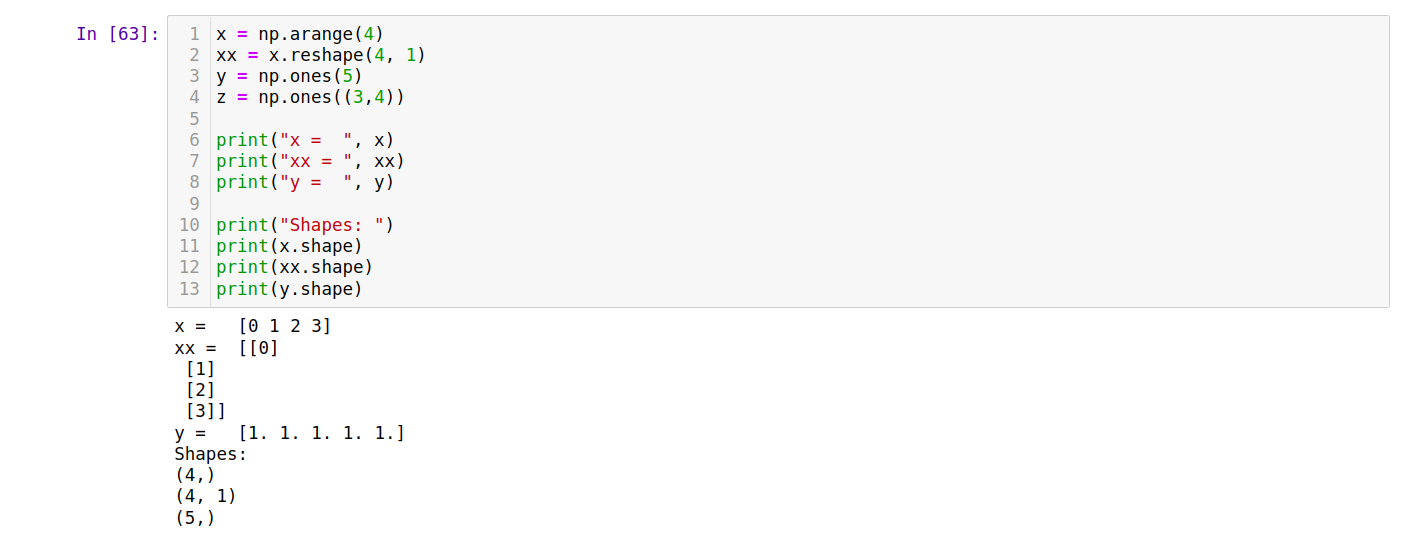 In [63]:
1 x = np.arange(4)
2 xx = x.reshape(4, 1)
3 y = np.ones(5)
4 z = np.ones((3,4))
5
6 print("x =  ", x)
7 print("xx = ", xx)
8 print("y =  ", y)
9
10 print("Shapes: ")
11 print(x.shape)
12 print(xx.shape)
13 print(y.shape)
x =   [0 1 2 3]
xx =  [[0]
 [1]
 [2]
 [3]]
y =   [1. 1. 1. 1. 1.]
Shapes:
(4,)
(4, 1)
(5,)